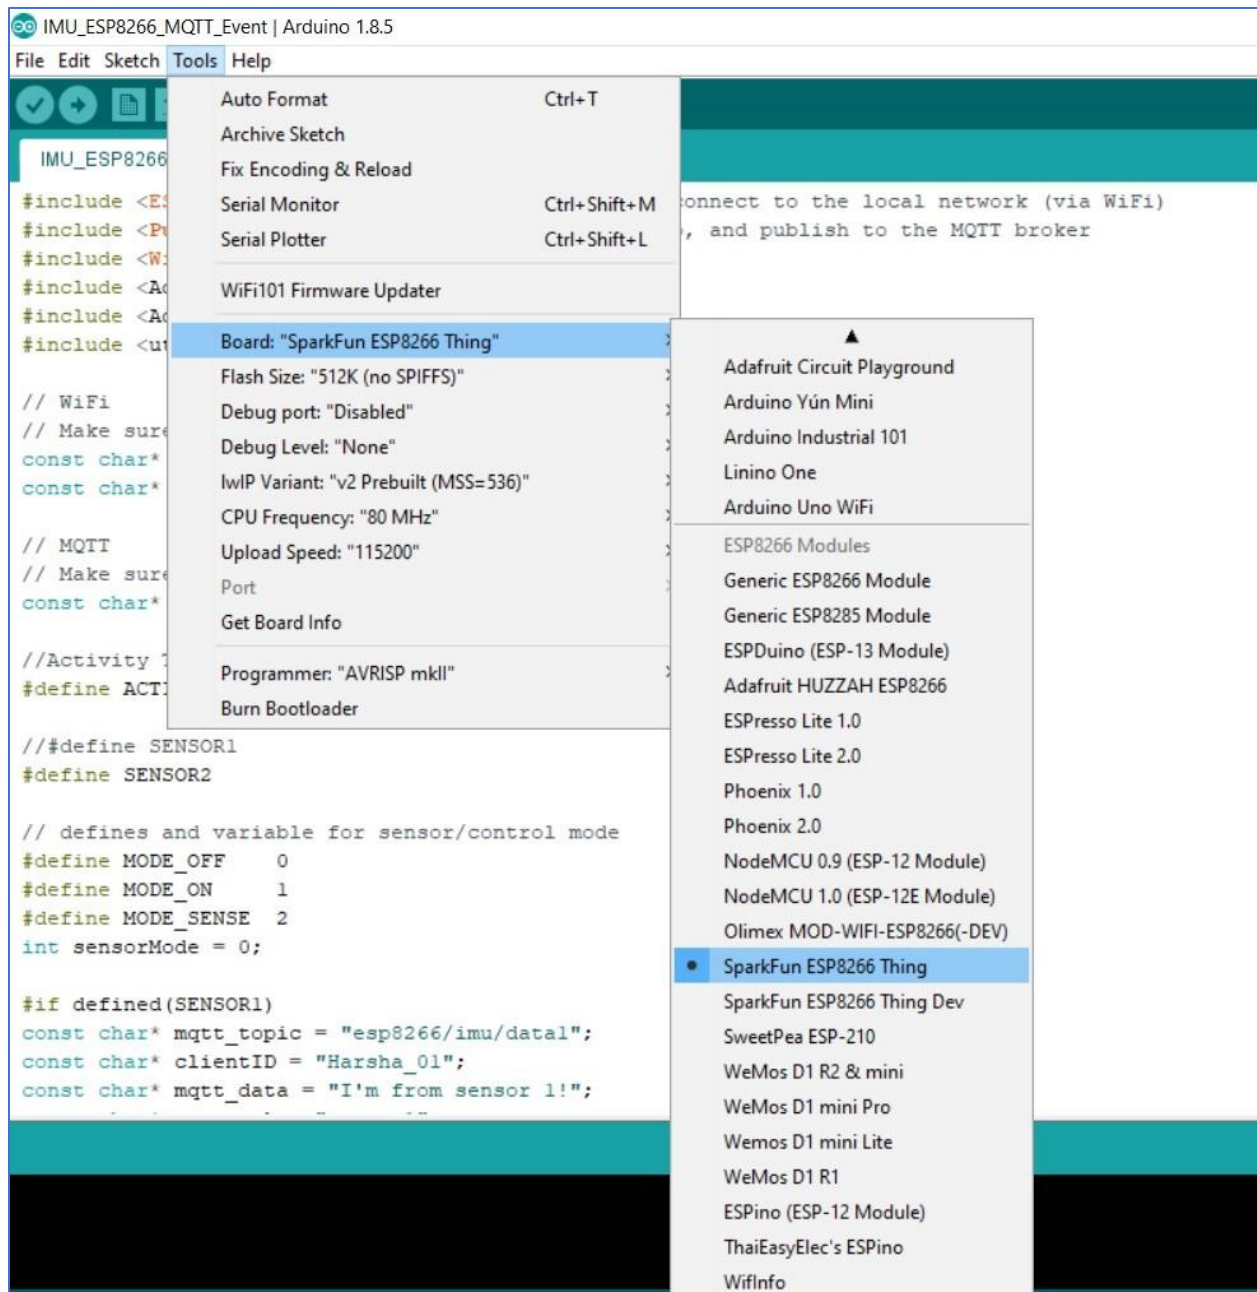 IMU_ESP8266_MQTT_Event | Arduino 1.8.5
File Edit Sketch Tools Help
Auto Format Ctrl+T
Archive Sketch
Fix Encoding & Reload
Serial Monitor Ctrl+Shift+M
Serial Plotter Ctrl+Shift+L
WiFi101 Firmware Updater
Board: "SparkFun ESP8266 Thing"
Flash Size: "512K (no SPIFFS)"
Debug port: "Disabled"
Debug Level: "None"
lwIP Variant: "v2 Prebuilt (MSS=536)"
CPU Frequency: "80 MHz"
Upload Speed: "115200"
Port
Get Board Info
Programmer: "AVRISP mkII"
Burn Bootloader
Adafruit Circuit Playground
Arduino Yún Mini
Arduino Industrial 101
Linino One
Arduino Uno WiFi
ESP8266 Modules
Generic ESP8266 Module
Generic ESP8285 Module
ESPDuino (ESP-13 Module)
Adafruit HUZZAH ESP8266
ESPresso Lite 1.0
ESPresso Lite 2.0
Phoenix 1.0
Phoenix 2.0
NodeMCU 0.9 (ESP-12 Module)
NodeMCU 1.0 (ESP-12E Module)
Olimex MOD-WIFI-ESP8266(-DEV)
SparkFun ESP8266 Thing
SparkFun ESP8266 Thing Dev
SweetPea ESP-210
WeMos D1 R2 & mini
WeMos D1 mini Pro
Wemos D1 mini Lite
WeMos D1 R1
ESPino (ESP-12 Module)
ThaiEasyElec's ESPino
WifInfo
IMU_ESP8266
#include <ES onnect to the local network (via WiFi)
#include <Pu , and publish to the MQTT broker
#include <Wi
#include <Ad
#include <Ad
#include <ut
// WiFi
// Make sure
const char*
const char*
// MQTT
// Make sure
const char*
//Activity
#define ACTI
//#define SENSOR1
#define SENSOR2
// defines and variable for sensor/control mode
#define MODE_OFF 0
#define MODE_ON 1
#define MODE_SENSE 2
int sensorMode = 0;
#if defined(SENSOR1)
const char* mqtt_topic = "esp8266/imu/data1";
const char* clientID = "Harsha_01";
const char* mqtt_data = "I'm from sensor 1!";